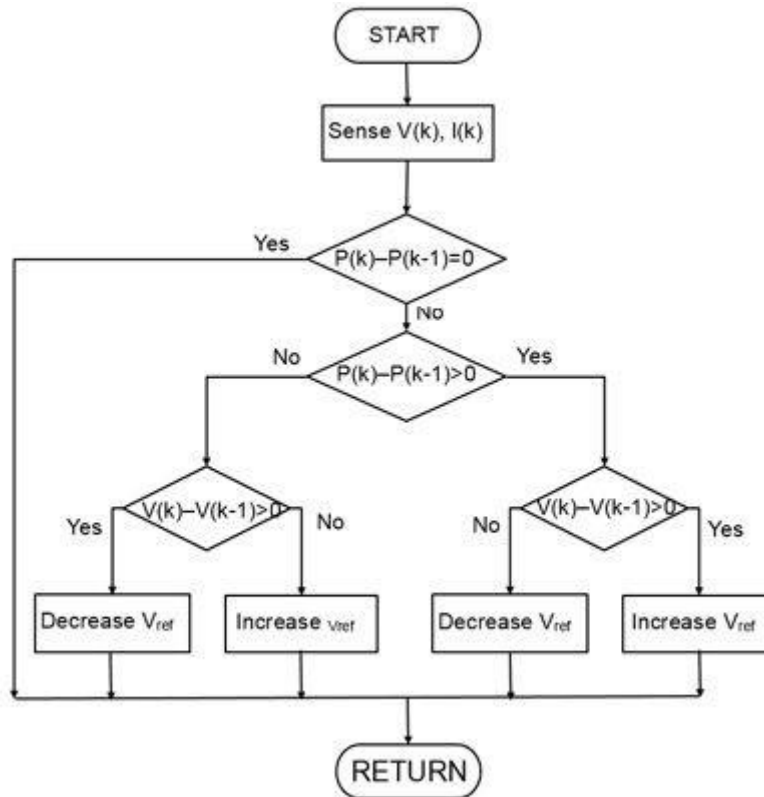 START
Sense V(k), I(k)
Yes
P(k)–P(k-1)=0
No
No
Yes
P(k)–P(k-1)>0
V(k)–V(k-1)>0
V(k)–V(k-1)>0
Yes
No
No
Yes
Decrease Vref
Increase Vref
Decrease Vref
Increase Vref
RETURN